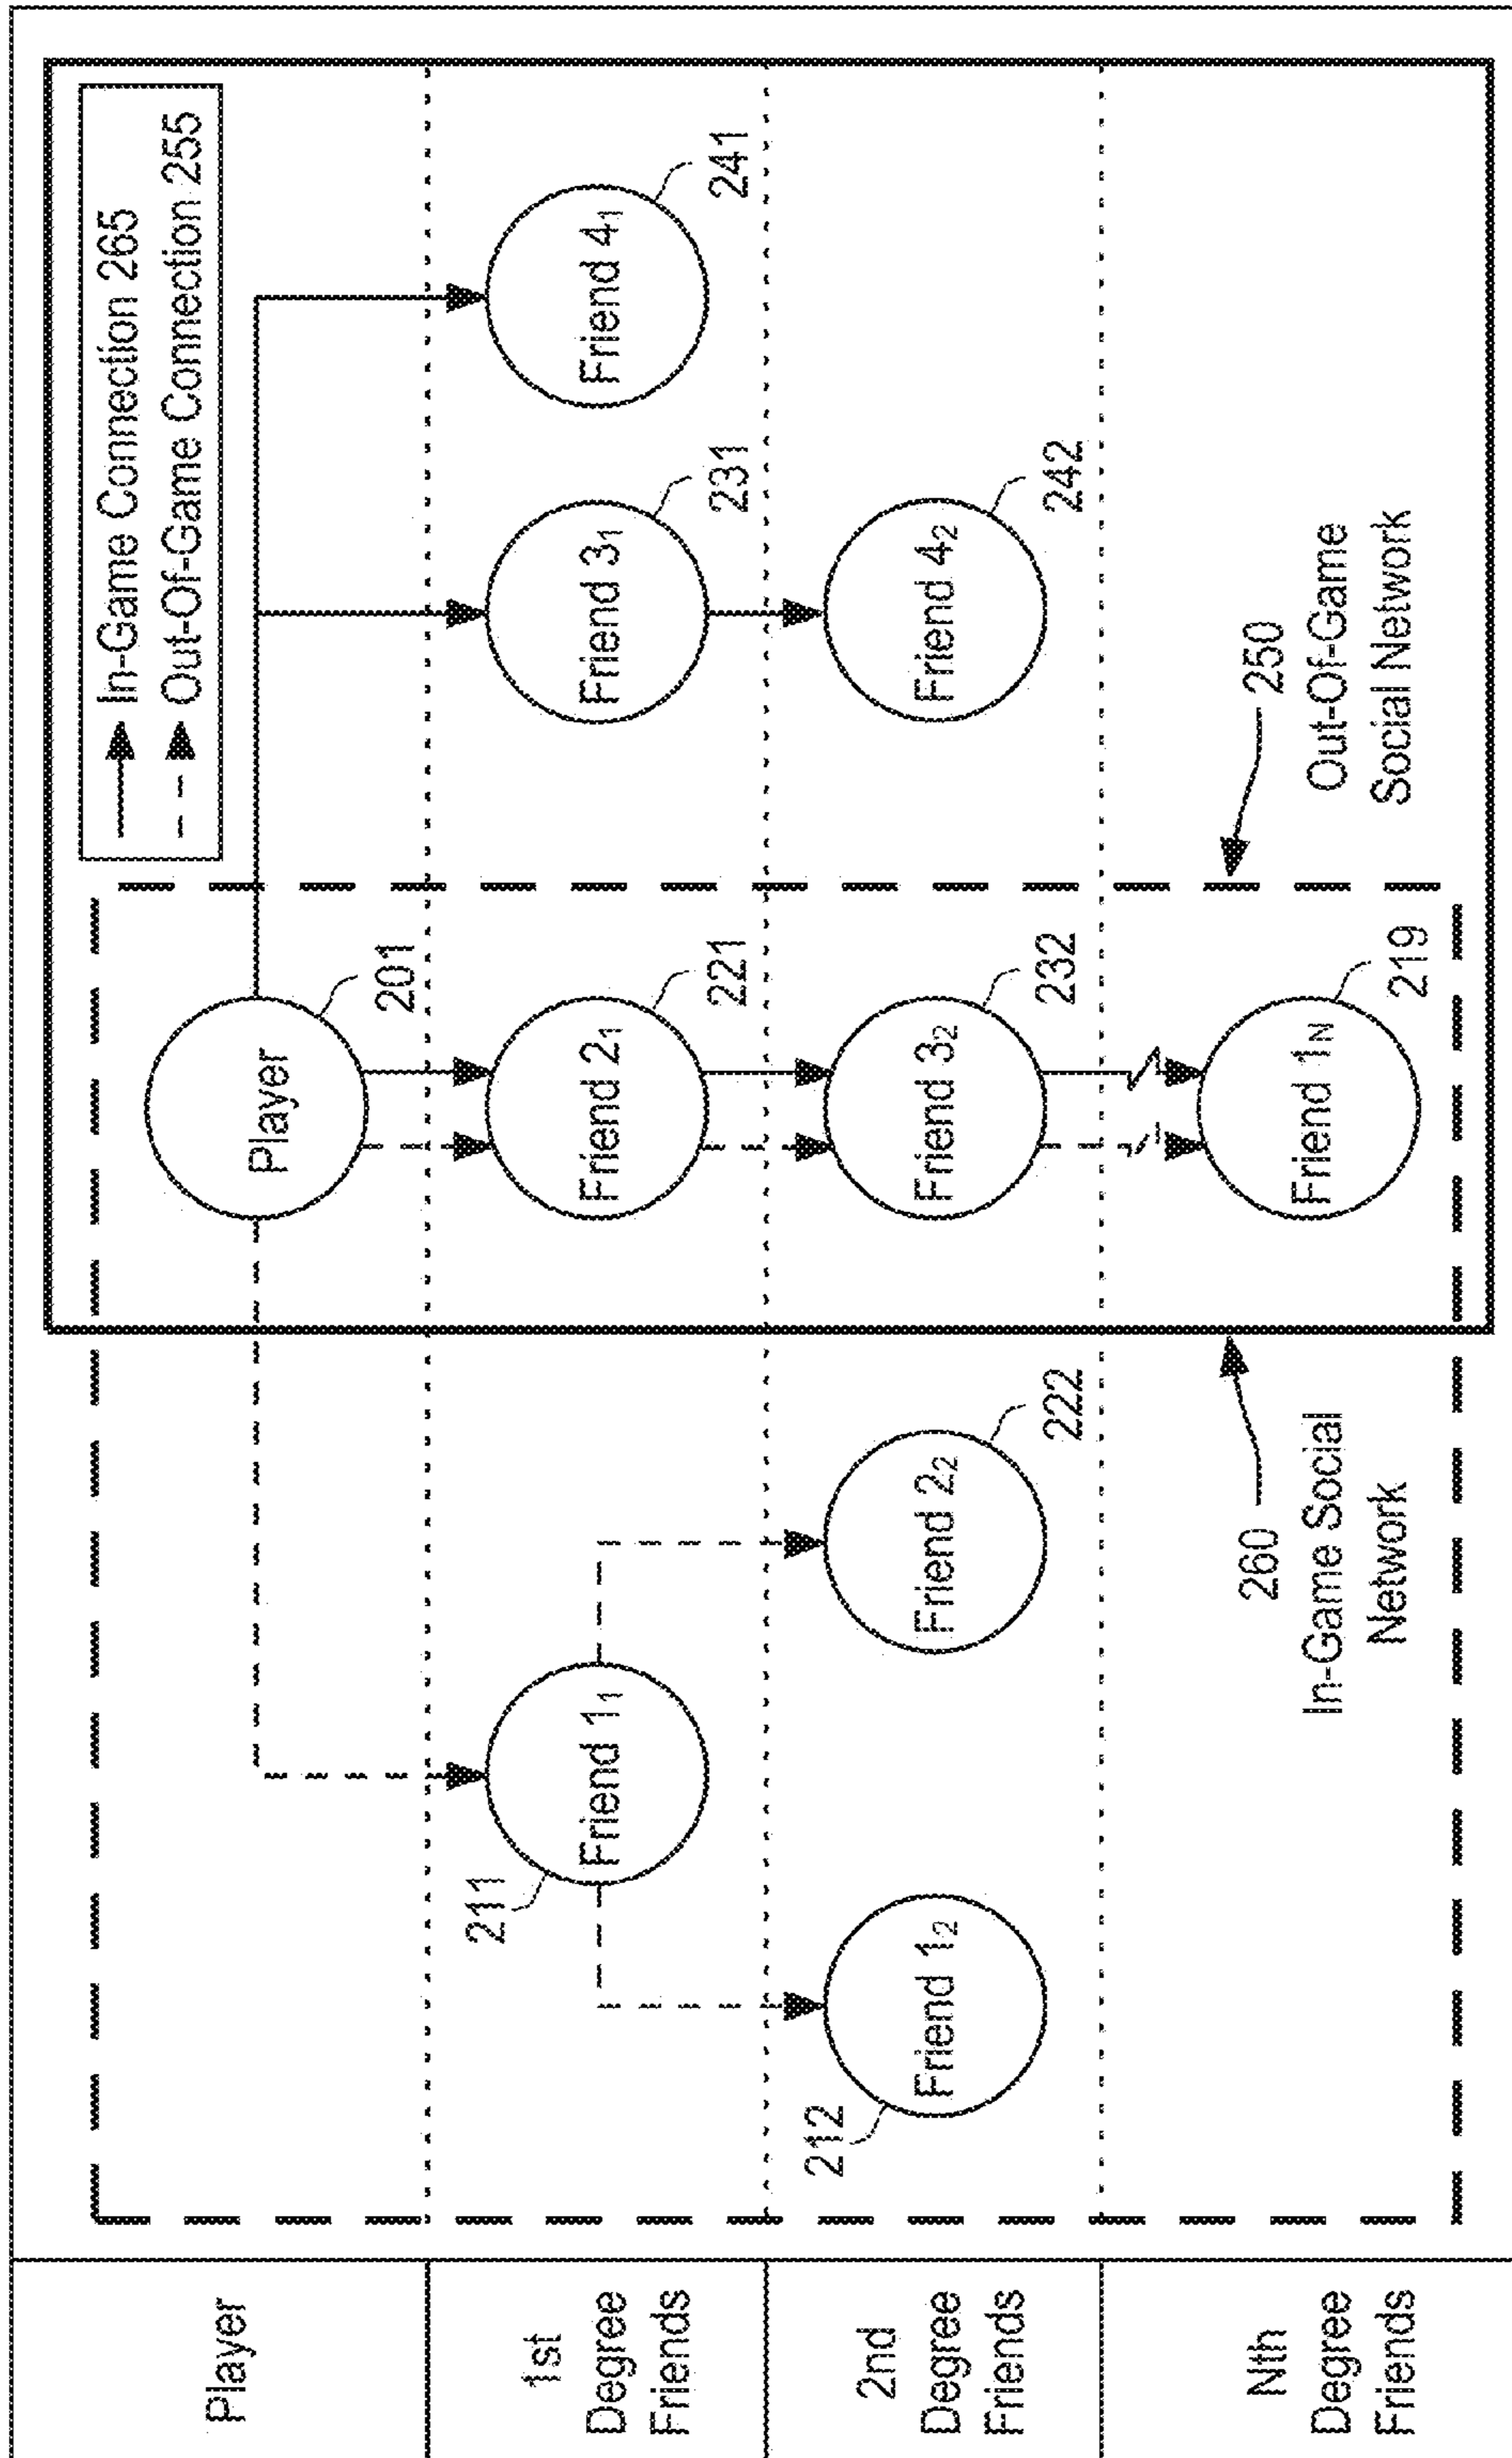 In-Game Connection 265
Out-Of-Game Connection 255
Player
Player
201
1st
Degree
Friends
211
Friend 1₁
Friend 2₁
221
Friend 3₁
231
Friend 4₁
241
2nd
Degree
Friends
212
Friend 1₂
Friend 2₂
222
Friend 3₂
232
Friend 4₂
242
Nth
Degree
Friends
260
In-Game Social
Network
Friend 1N
219
250
Out-Of-Game
Social Network